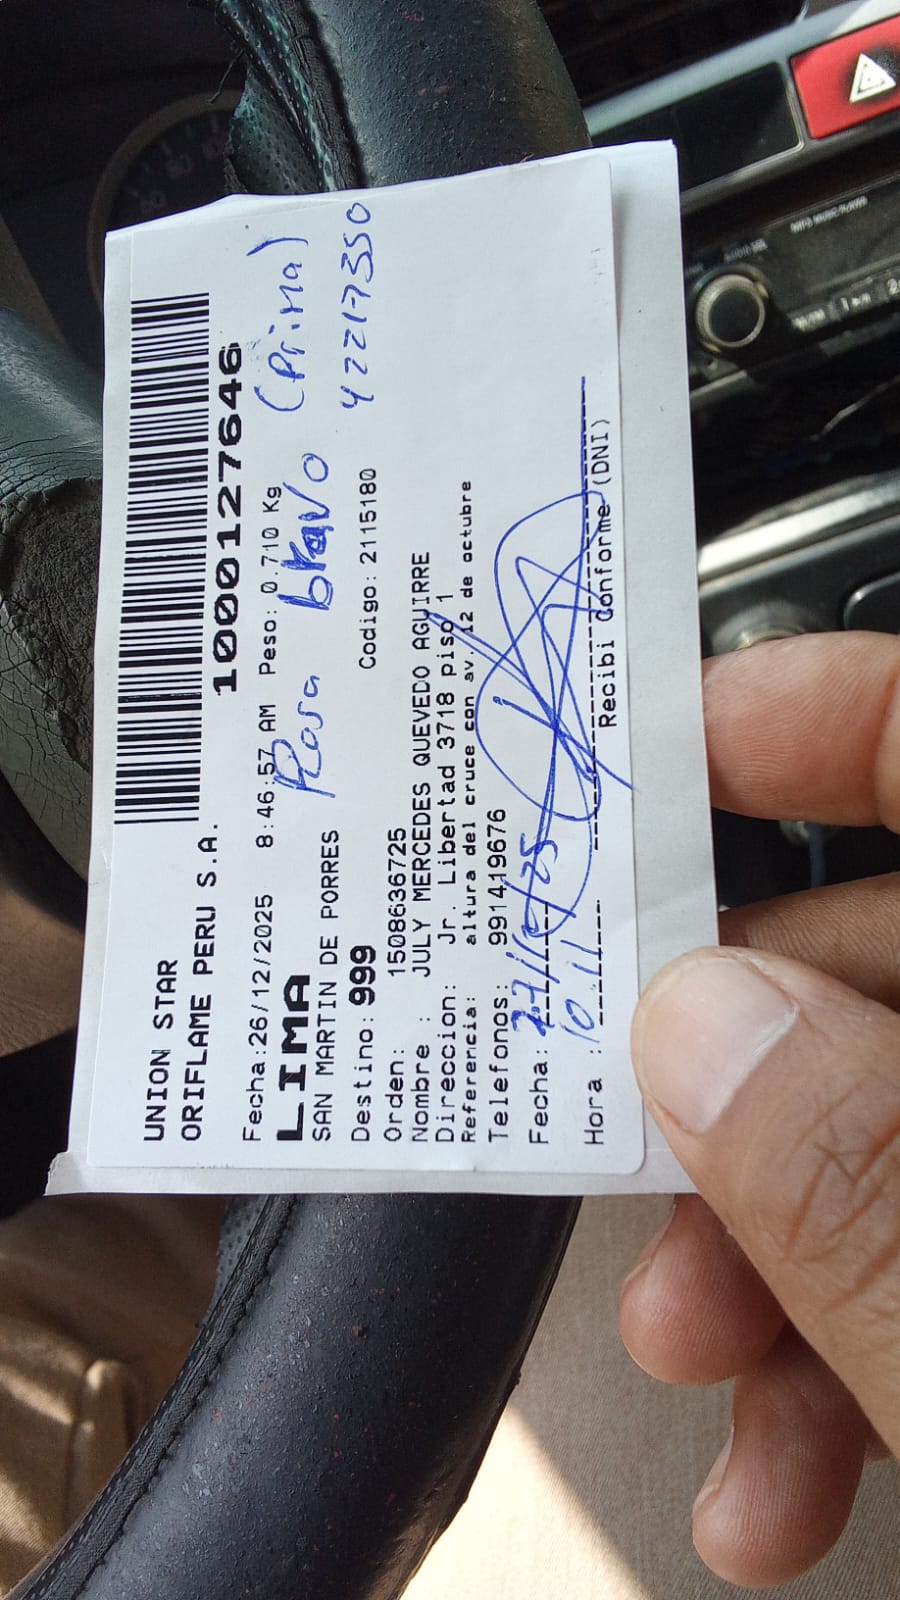 UNION STAR
ORIFLAME PERU S.A.
1000127646
Fecha:26/12/2025 8:46:57 AM Peso: 0.710 Kg
(Prima)
LIMA
Rosa bravo
SAN MARTIN DE PORRES
42217350
Destino: 999 Codigo: 2115180
Orden: 1508636725
Nombre : JULY MERCEDES QUEVEDO AGUIRRE
Direccion: Jr. Libertad 3718 piso 1
Referencia: altura del cruce con av. 12 de octubre
Telefonos: 991419676
Fecha:
Hora : 10.11
Recibi Conforme (DNI)